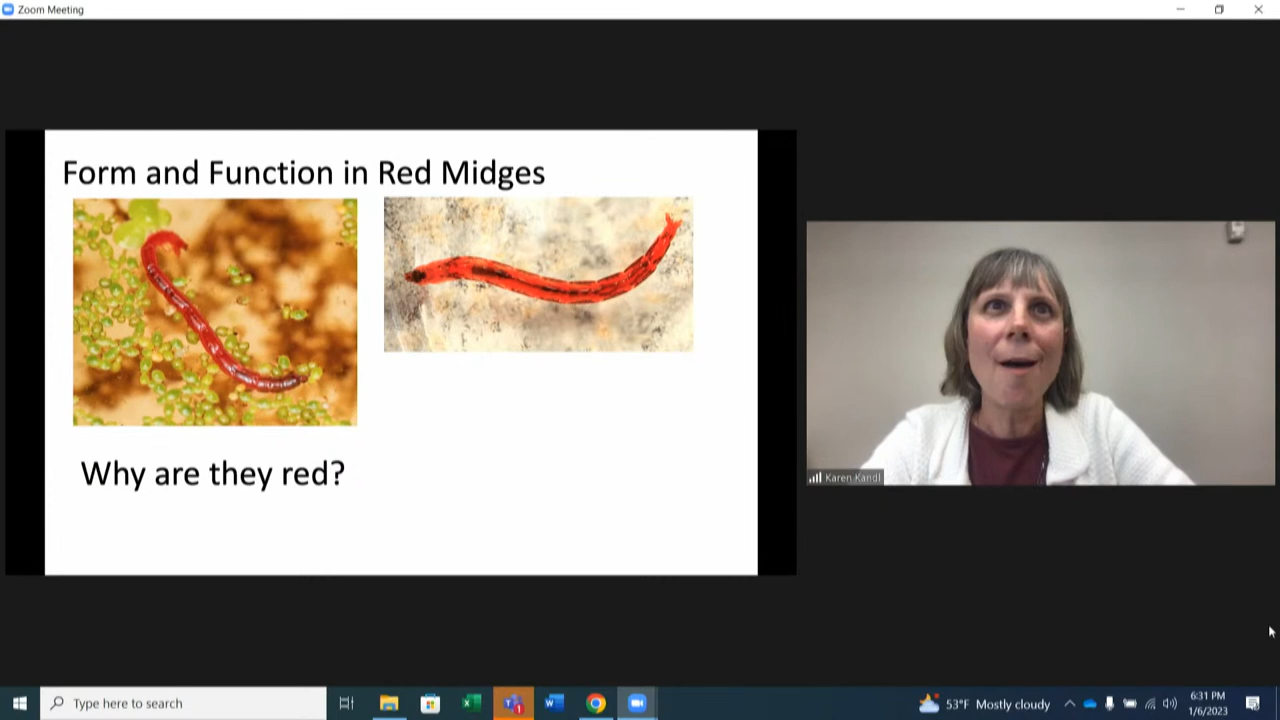 Zoom Meeting
Form and Function in Red Midges
Why are they red?
Karen Kandl
Type here to search
1
53°F Mostly cloudy
6:31 PM
1/6/2023